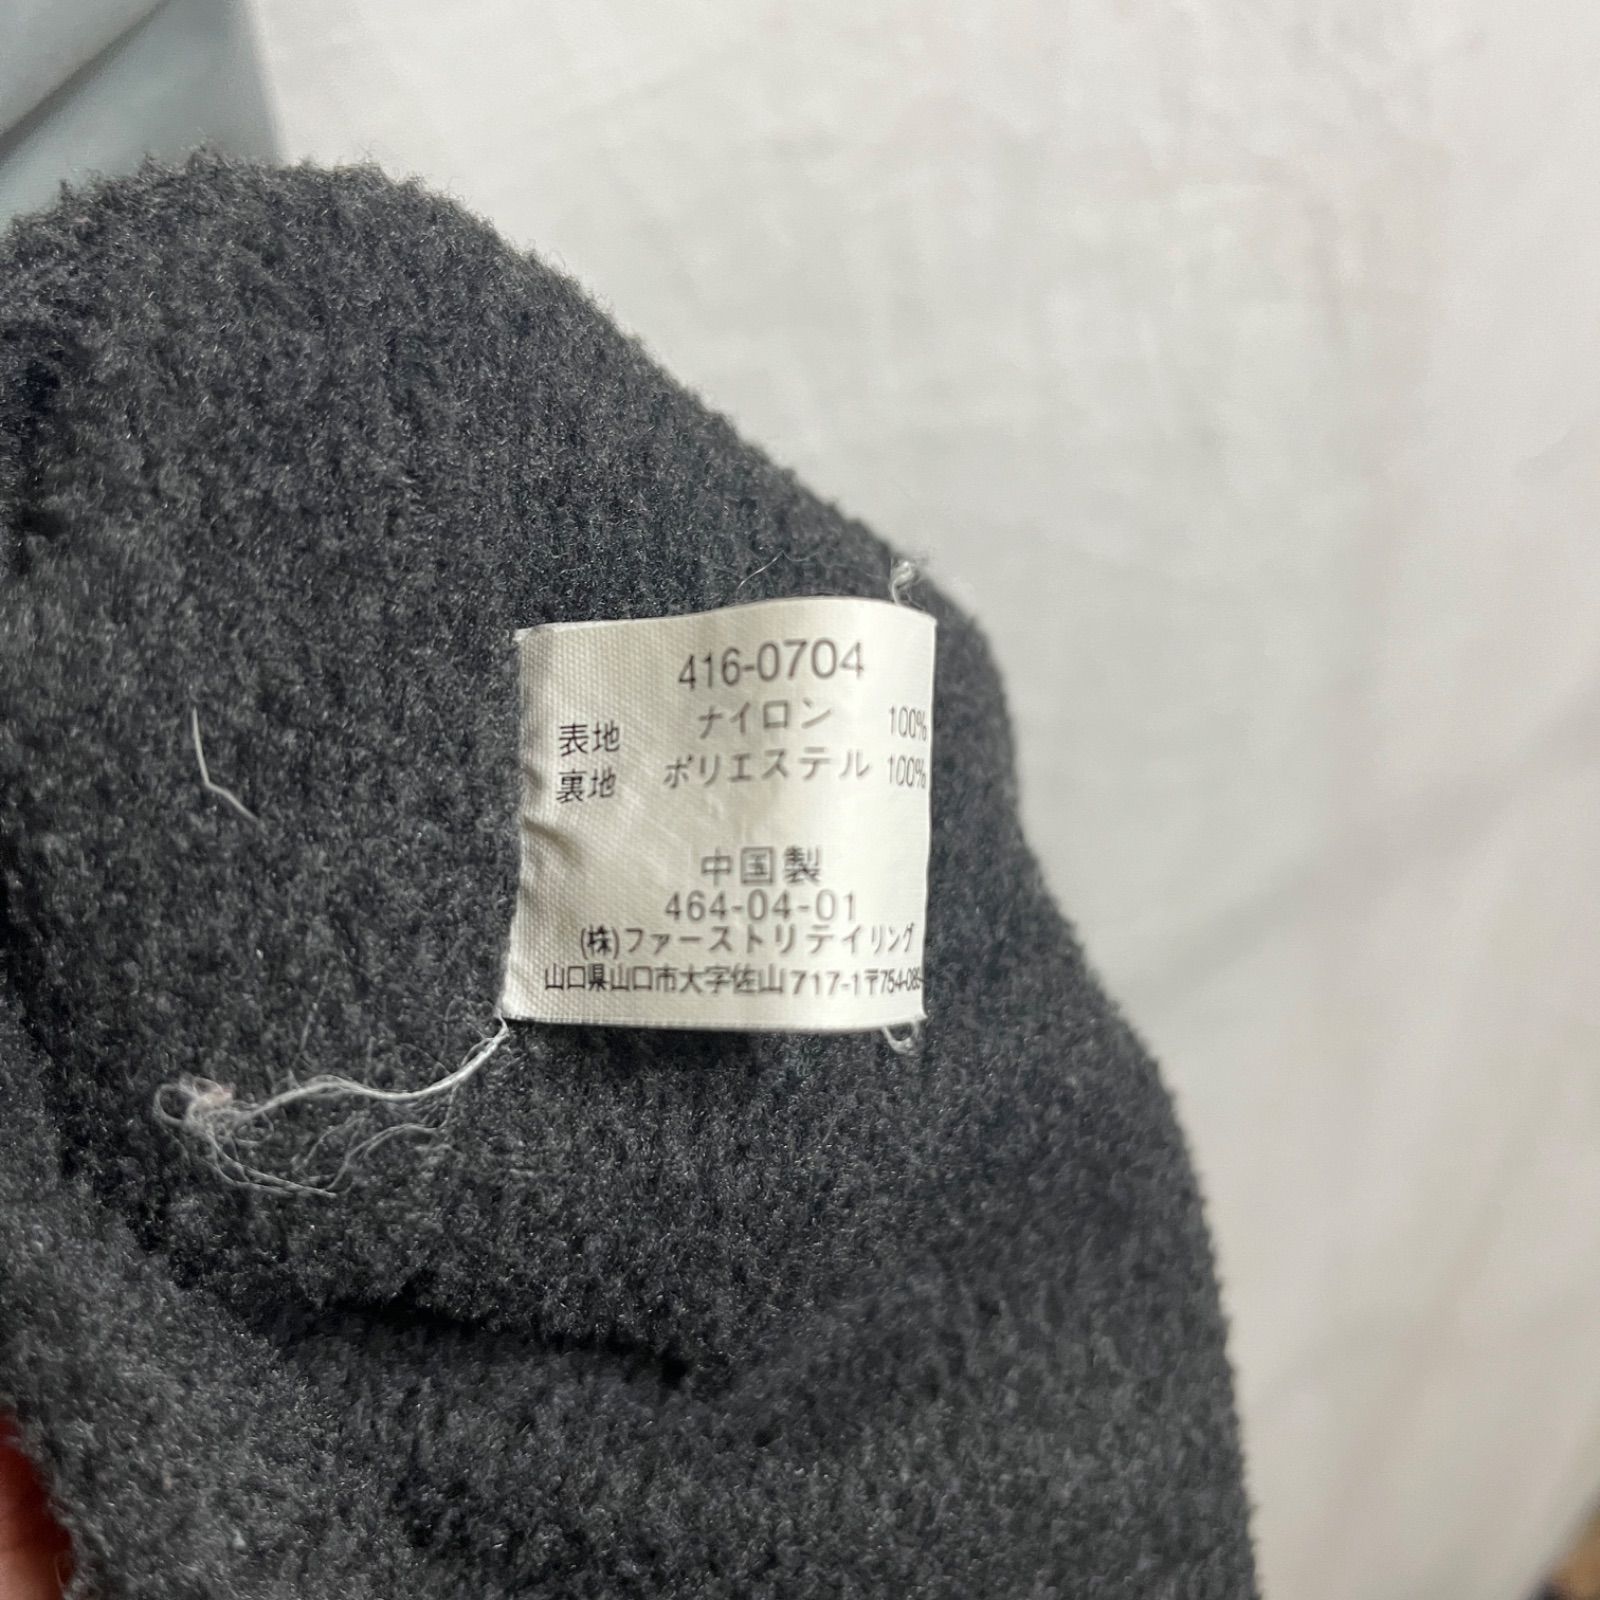 416-0704
表地 ナイロン 100%
裏地 ポリエステル 100%
中国製
464-04-01
(株)ファーストリテイリング
山口県山口市大字佐山717-1〒754-089